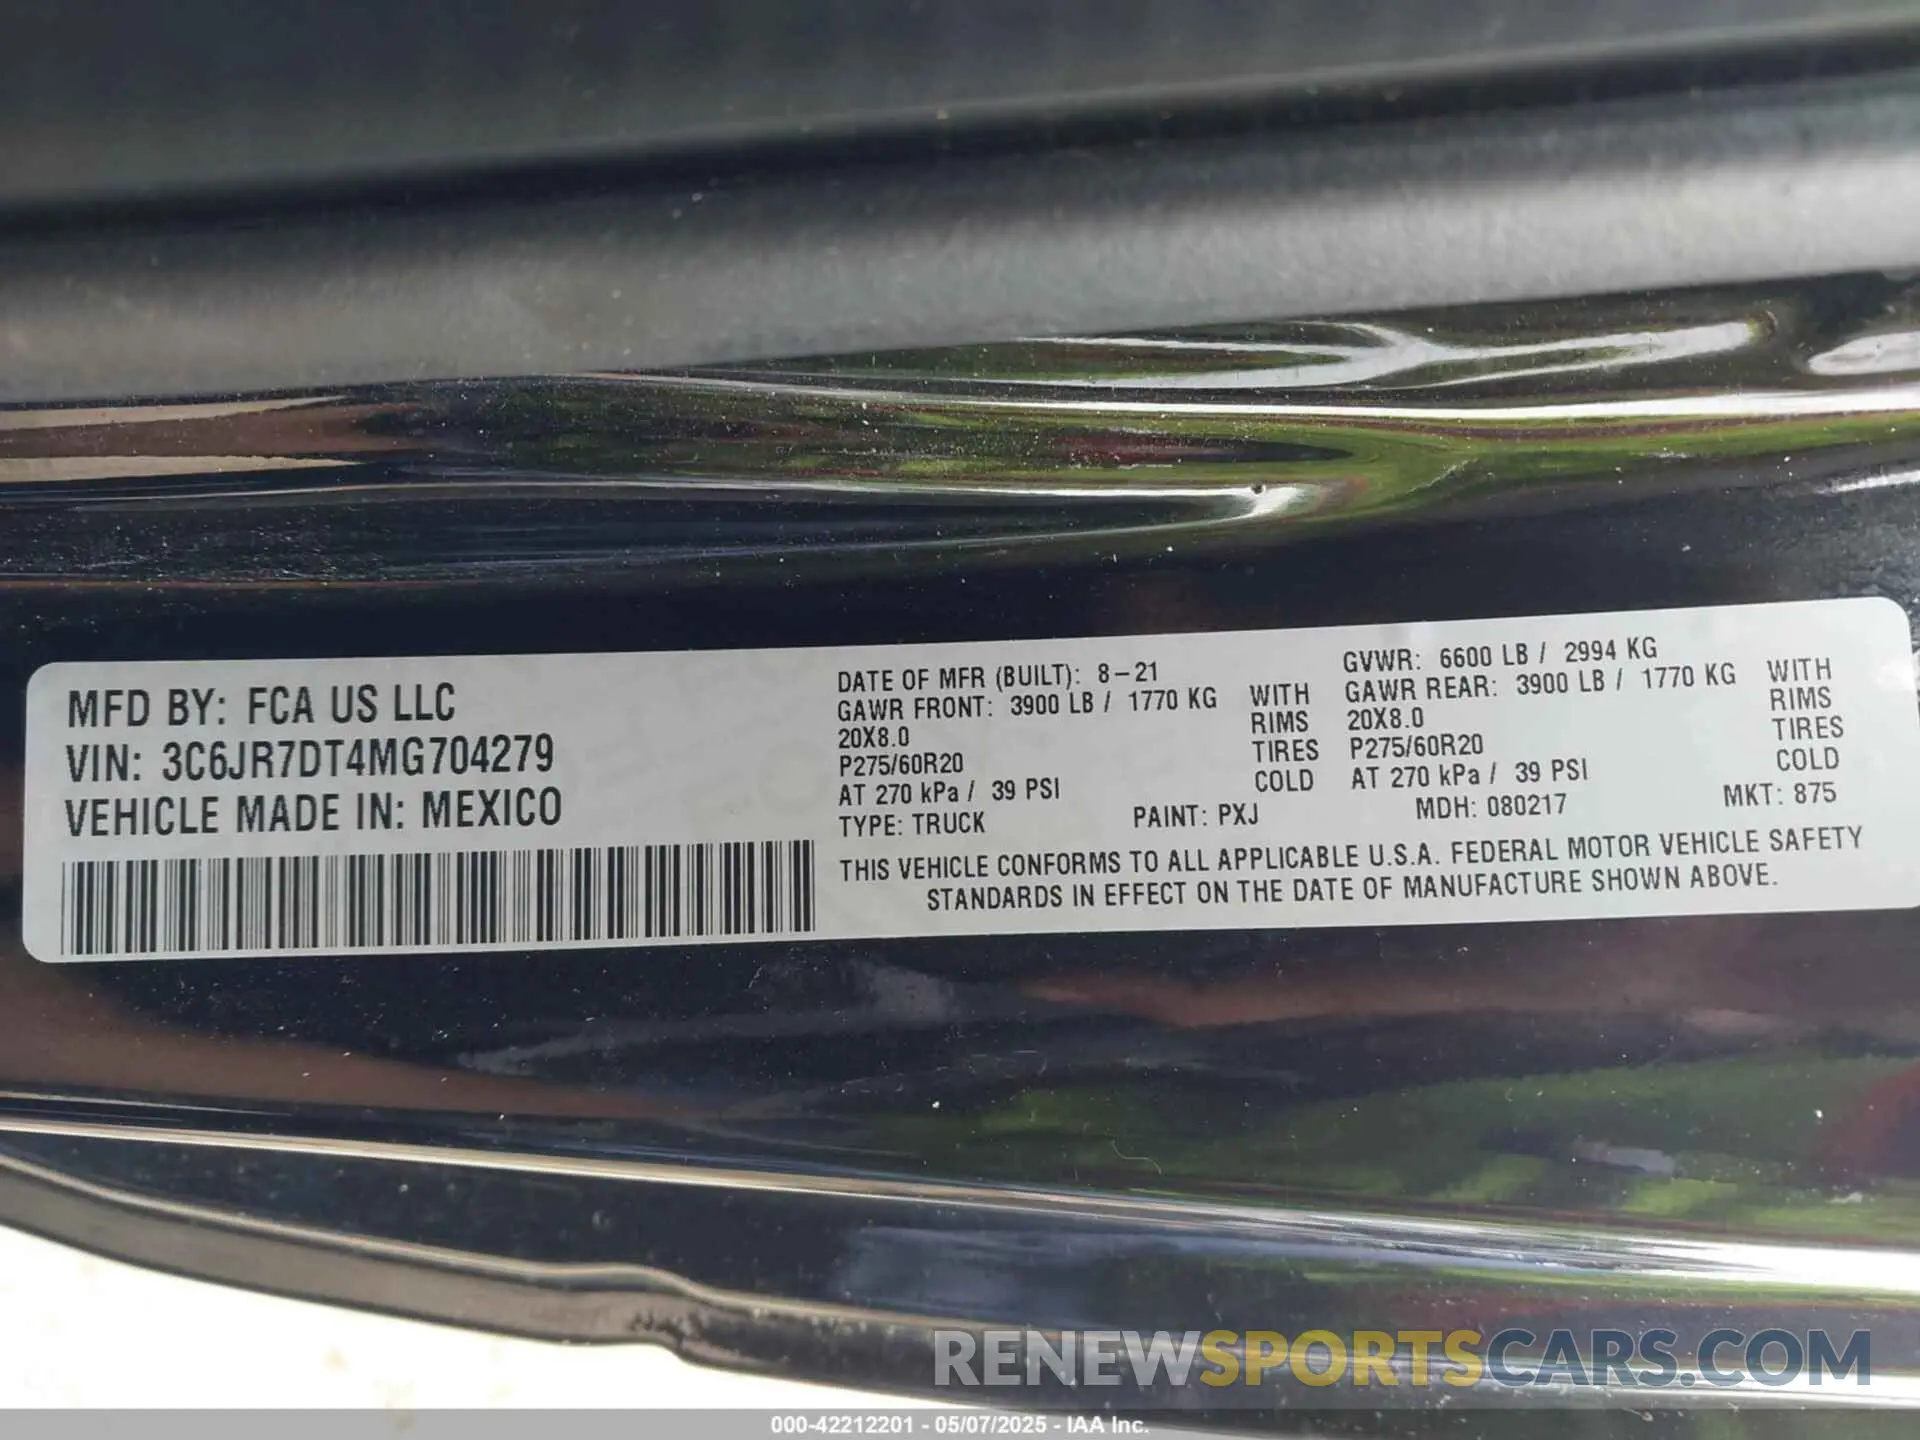 MFD BY: FCA US LLC
VIN: 3C6JR7DT4MG704279
VEHICLE MADE IN: MEXICO
DATE OF MFR (BUILT): 8-21
GAWR FRONT: 3900 LB / 1770 KG WITH
20X8.0 RIMS
P275/60R20 TIRES
AT 270 kPa / 39 PSI COLD
TYPE: TRUCK
GVWR: 6600 LB / 2994 KG
GAWR REAR: 3900 LB / 1770 KG WITH
20X8.0 RIMS
P275/60R20 TIRES
AT 270 kPa / 39 PSI COLD
PAINT: PXJ MDH: 080217 MKT: 875
THIS VEHICLE CONFORMS TO ALL APPLICABLE U.S.A. FEDERAL MOTOR VEHICLE SAFETY
STANDARDS IN EFFECT ON THE DATE OF MANUFACTURE SHOWN ABOVE.
RENEWSPORTSCARS.COM
000-42212201 - 05/07/2025 - IAA Inc.